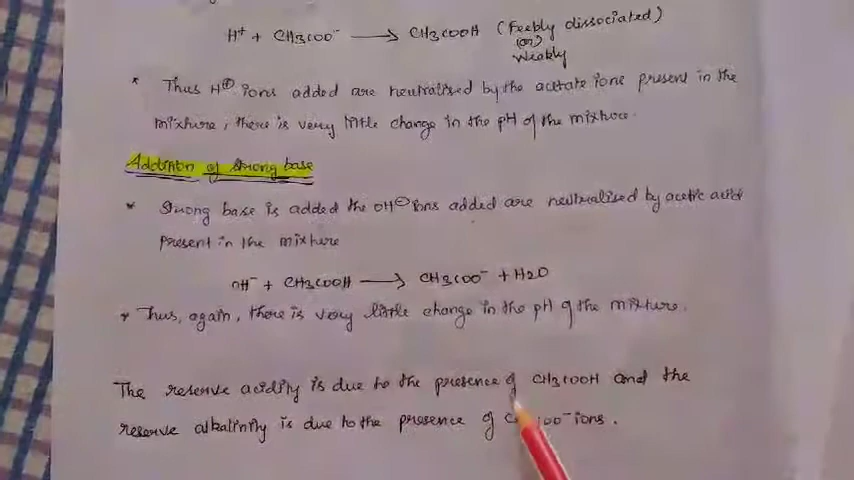 H⁺ + CH3COO⁻ ⟶ CH3COOH (Feebly dissociated)
(or)
weakly
* Thus H⊕ ions added are neutralised by the acetate ions present in the
mixture, there is very little change in the pH of the mixture.
Addition of strong base
* Strong base is added the OH⊖ ions added are neutralised by acetic acid
present in the mixture
OH⁻ + CH3COOH ⟶ CH3COO⁻ + H2O
* Thus, again, there is very little change in the pH of the mixture.
The reserve acidity is due to the presence of CH3COOH and the
reserve alkalinity is due to the presence of ions.